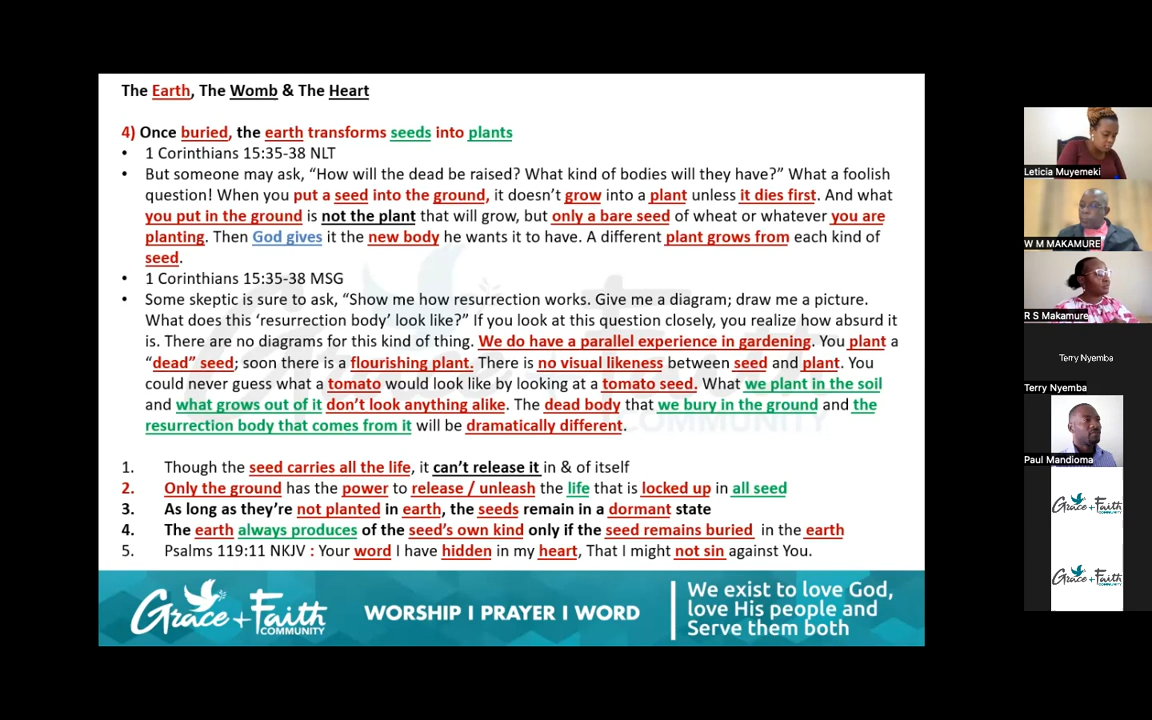 The Earth, The Womb & The Heart
4) Once buried, the earth transforms seeds into plants
• 1 Corinthians 15:35-38 NLT
• But someone may ask, “How will the dead be raised? What kind of bodies will they have?” What a foolish
question! When you put a seed into the ground, it doesn’t grow into a plant unless it dies first. And what
you put in the ground is not the plant that will grow, but only a bare seed of wheat or whatever you are
planting. Then God gives it the new body he wants it to have. A different plant grows from each kind of
seed.
• 1 Corinthians 15:35-38 MSG
• Some skeptic is sure to ask, “Show me how resurrection works. Give me a diagram; draw me a picture.
What does this ‘resurrection body’ look like?” If you look at this question closely, you realize how absurd it
is. There are no diagrams for this kind of thing. We do have a parallel experience in gardening. You plant a
“dead” seed; soon there is a flourishing plant. There is no visual likeness between seed and plant. You
could never guess what a tomato would look like by looking at a tomato seed. What we plant in the soil
and what grows out of it don’t look anything alike. The dead body that we bury in the ground and the
resurrection body that comes from it will be dramatically different.
1. Though the seed carries all the life, it can’t release it in & of itself
2. Only the ground has the power to release / unleash the life that is locked up in all seed
3. As long as they’re not planted in earth, the seeds remain in a dormant state
4. The earth always produces of the seed’s own kind only if the seed remains buried in the earth
5. Psalms 119:11 NKJV : Your word I have hidden in my heart, That I might not sin against You.
Grace + Faith
COMMUNITY
WORSHIP I PRAYER I WORD
We exist to love God,
love His people and
Serve them both
Leticia Muyemeki
W M MAKAMURE
R S Makamure
Terry Nyemba
Terry Nyemba
Paul Mandioma
Grace + Faith
COMMUNITY
Grace + Faith
COMMUNITY